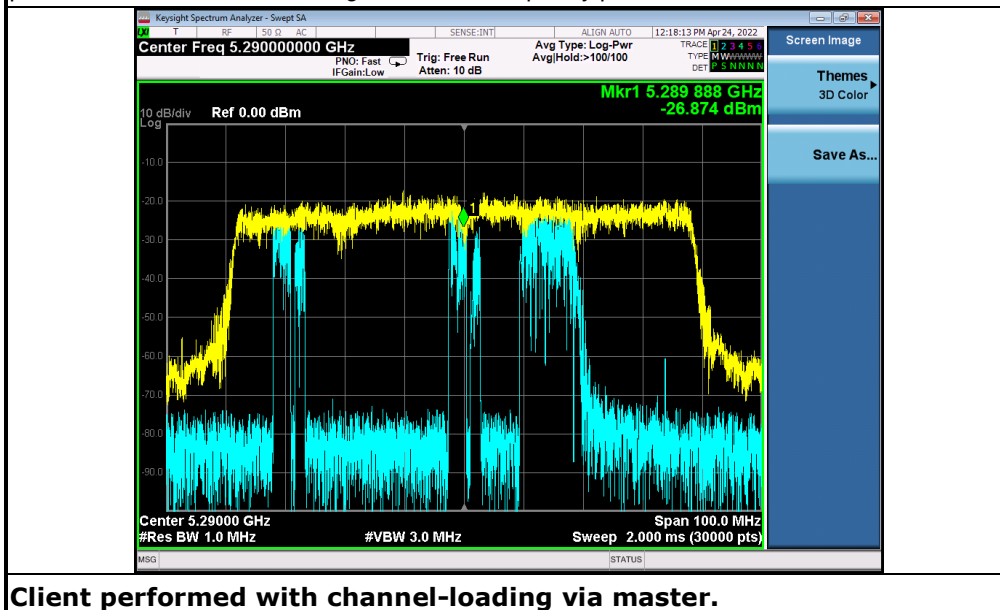 Keysight Spectrum Analyzer - Swept SA
LXI T RF 50 Ω AC SENSE:INT ALIGN AUTO 12:18:13 PM Apr 24, 2022
Center Freq 5.290000000 GHz
PNO: Fast
IFGain:Low
Trig: Free Run
Atten: 10 dB
Avg Type: Log-Pwr
Avg|Hold:>100/100
TRACE 1 2 3 4 5 6
TYPE MWWWWW
DET P S N N N N
Screen Image
Themes
3D Color
Save As...
Mkr1 5.289 888 GHz
-26.874 dBm
10 dB/div Ref 0.00 dBm
Log
-10.0
-20.0
1
-30.0
-40.0
-50.0
-60.0
-70.0
-80.0
-90.0
Center 5.29000 GHz Span 100.0 MHz
#Res BW 1.0 MHz #VBW 3.0 MHz Sweep 2.000 ms (30000 pts)
MSG STATUS
Client performed with channel-loading via master.